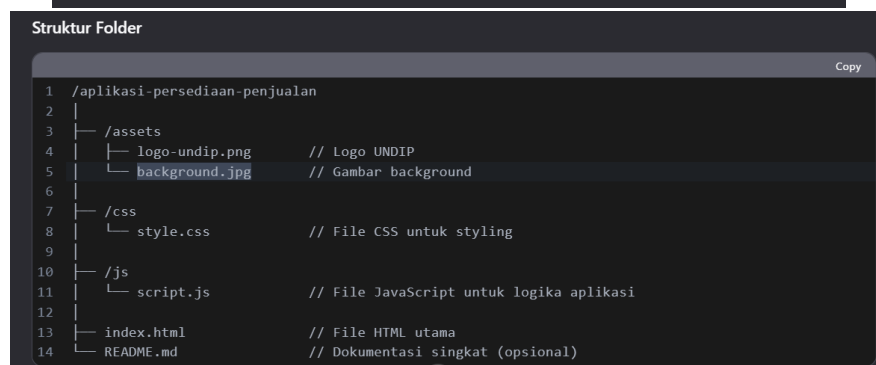 Struktur Folder
Copy
1 /aplikasi-persediaan-penjualan
2 │
3 ├── /assets
4 │   ├── logo-undip.png       // Logo UNDIP
5 │   └── background.jpg       // Gambar background
6 │
7 ├── /css
8 │   └── style.css            // File CSS untuk styling
9 │
10 ├── /js
11 │   └── script.js            // File JavaScript untuk logika aplikasi
12 │
13 ├── index.html               // File HTML utama
14 └── README.md                // Dokumentasi singkat (opsional)